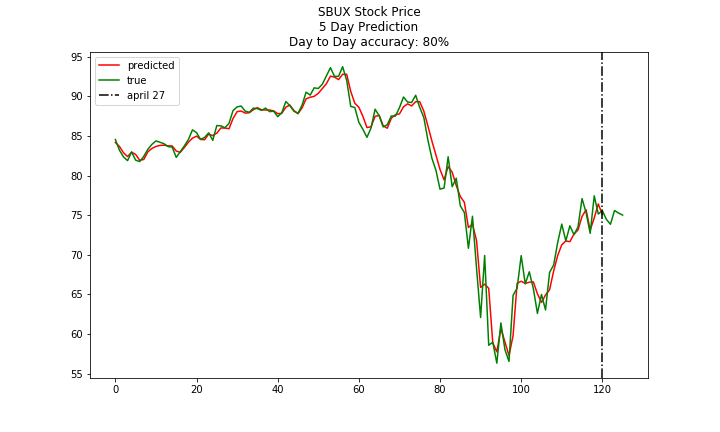 SBUX Stock Price
5 Day Prediction
Day to Day accuracy: 80%
predicted
true
april 27
95
90
85
80
75
70
65
60
55
0 20 40 60 80 100 120